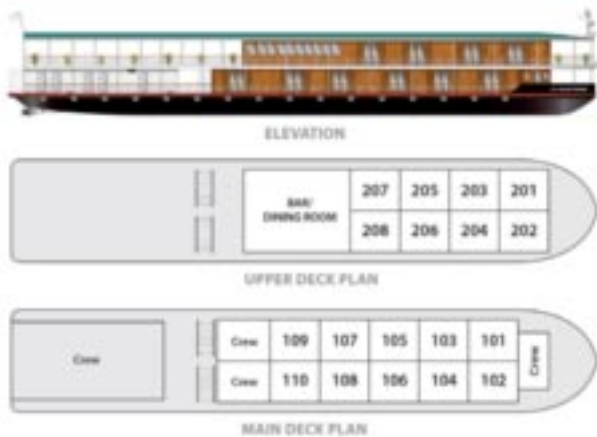 ELEVATION
BAR/
DINING ROOM
207 205 203 201
208 206 204 202
UPPER DECK PLAN
Crew
Crew 109 107 105 103 101
Crew 110 108 106 104 102
Crew
MAIN DECK PLAN